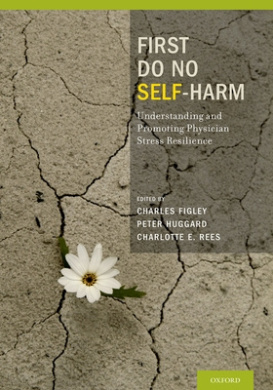 FIRST
DO NO
SELF-HARM
Understanding and
Promoting Physician
Stress Resilience
EDITED BY
CHARLES FIGLEY
PETER HUGGARD
CHARLOTTE E. REES
OXFORD